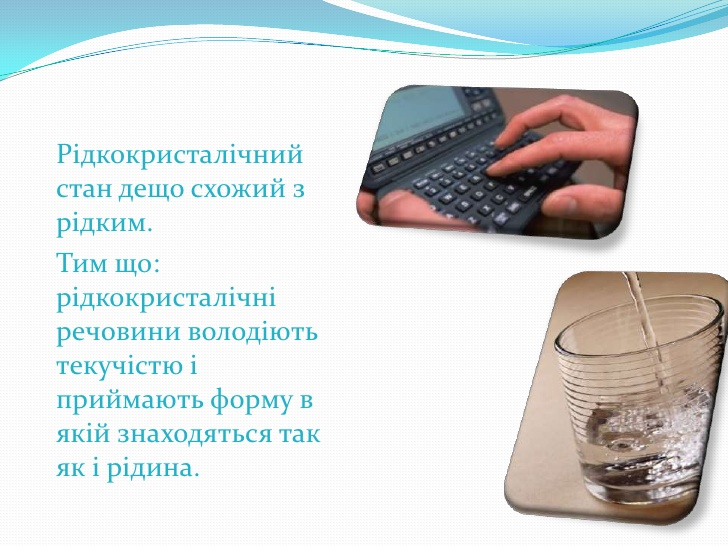 Рідкокристалічний
стан дещо схожий з
рідким.
Тим що:
рідкокристалічні
речовини володіють
текучістю і
приймають форму в
якій знаходяться так
як і рідина.